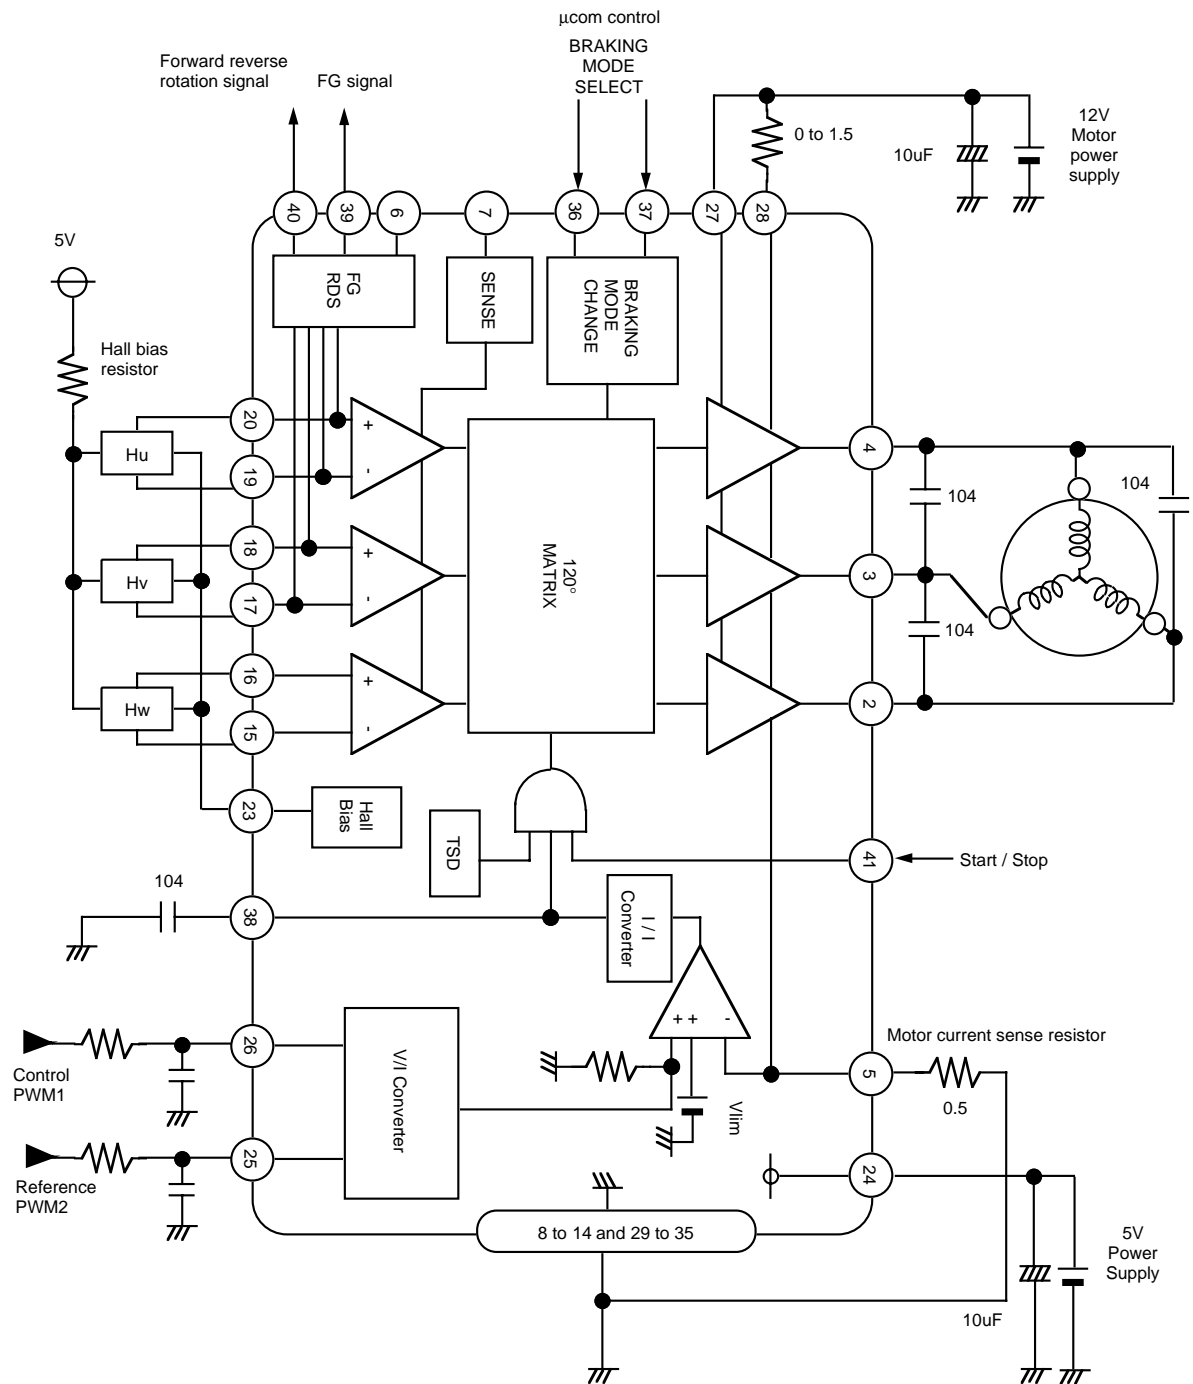 µcom control
BRAKING
MODE
SELECT
Forward reverse
rotation signal
FG signal
0 to 1.5
10uF
12V
Motor
power
supply
40
39
6
7
36
37
27
28
5V
FG
RDS
SENSE
BRAKING
MODE
CHANGE
Hall bias
resistor
20
+
4
Hu
19
-
104
104
18
+
120°
MATRIX
3
Hv
17
-
104
16
+
2
Hw
15
-
23
Hall
Bias
TSD
41
Start / Stop
104
38
I / I
Converter
+ + -
Control
PWM1
26
V/I Converter
Motor current sense resistor
5
0.5
Vlim
Reference
PWM2
25
24
8 to 14 and 29 to 35
5V
Power
Supply
10uF